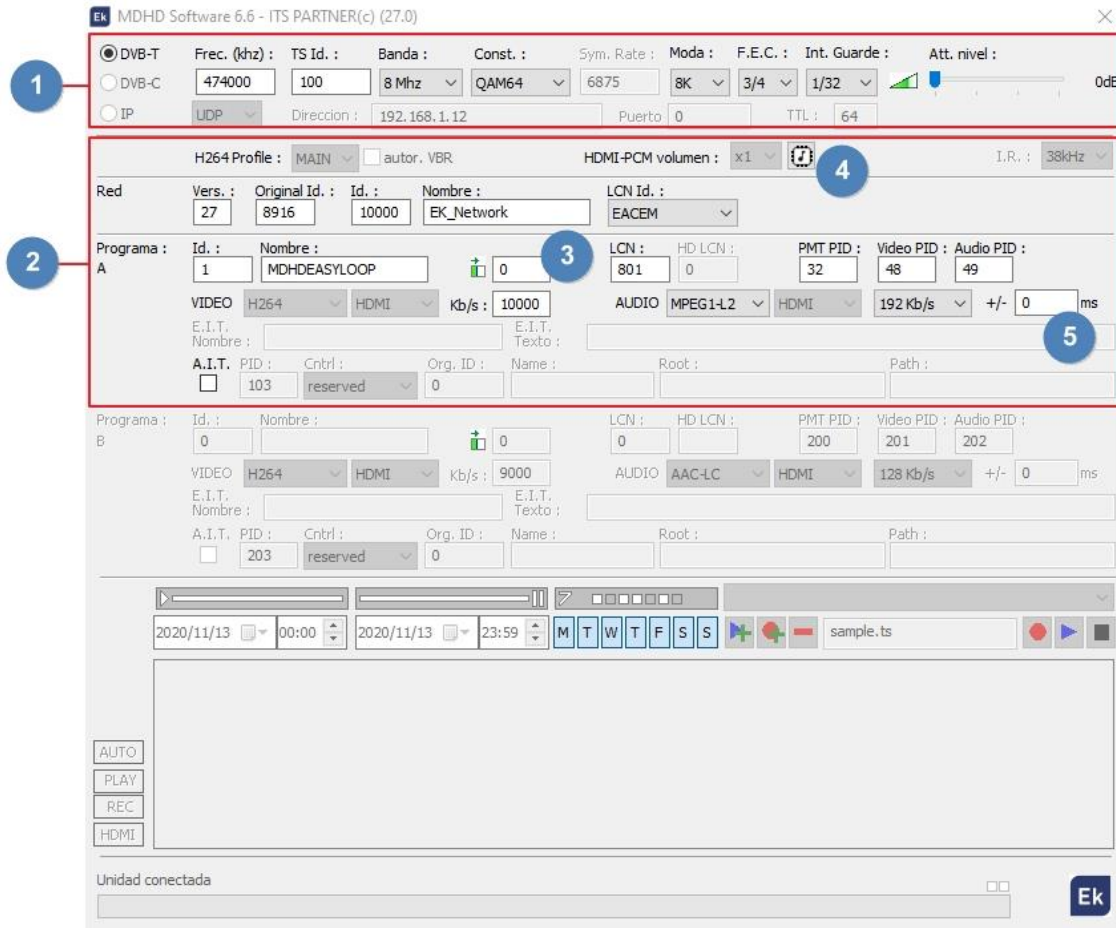 Ek MDHD Software 6.6 - ITS PARTNER(c) (27.0)
DVB-T Frec. (khz) : TS Id. : Banda : Const. : Sym. Rate : Moda : F.E.C. : Int. Guarde : Att. nivel :
1 DVB-C 474000 100 8 Mhz QAM64 6875 8K 3/4 1/32 0dB
IP UDP Direccion : 192.168.1.12 Puerto 0 TTL : 64
H264 Profile : MAIN autor. VBR HDMI-PCM volumen : x1 4 I.R. : 38kHz
Red Vers. : Original Id. : Id. : Nombre : LCN Id. :
27 8916 10000 EK_Network EACEM
2 Programa : Id. : Nombre : 3 LCN : HD LCN : PMT PID : Video PID : Audio PID :
A 1 MDHDEASYLOOP 0 801 0 32 48 49
VIDEO H264 HDMI Kb/s : 10000 AUDIO MPEG1-L2 HDMI 192 Kb/s +/- 0 ms
E.I.T. Nombre : E.I.T. Texto : 5
A.I.T. PID : Cntrl : Org. ID : Name : Root : Path :
103 reserved 0
Programa : Id. : Nombre : LCN : HD LCN : PMT PID : Video PID : Audio PID :
B 0 0 0 200 201 202
VIDEO H264 HDMI Kb/s : 9000 AUDIO AAC-LC HDMI 128 Kb/s +/- 0 ms
E.I.T. Nombre : E.I.T. Texto :
A.I.T. PID : Cntrl : Org. ID : Name : Root : Path :
203 reserved 0
2020/11/13 00:00 2020/11/13 23:59 M T W T F S S sample.ts
AUTO
PLAY
REC
HDMI
Unidad conectada
Ek